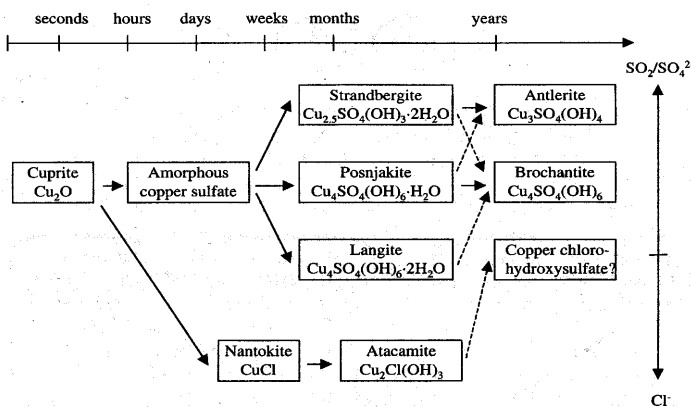 seconds hours days weeks months years
SO₂/SO₄²
Strandbergite
Cu₂.₅SO₄(OH)₃·2H₂O
Antlerite
Cu₃SO₄(OH)₄
Cuprite
Cu₂O
Amorphous
copper sulfate
Posnjakite
Cu₄SO₄(OH)₆·H₂O
Brochantite
Cu₄SO₄(OH)₆
Langite
Cu₄SO₄(OH)₆·2H₂O
Copper chloro-
hydroxysulfate?
Nantokite
CuCl
Atacamite
Cu₂Cl(OH)₃
Cl⁻